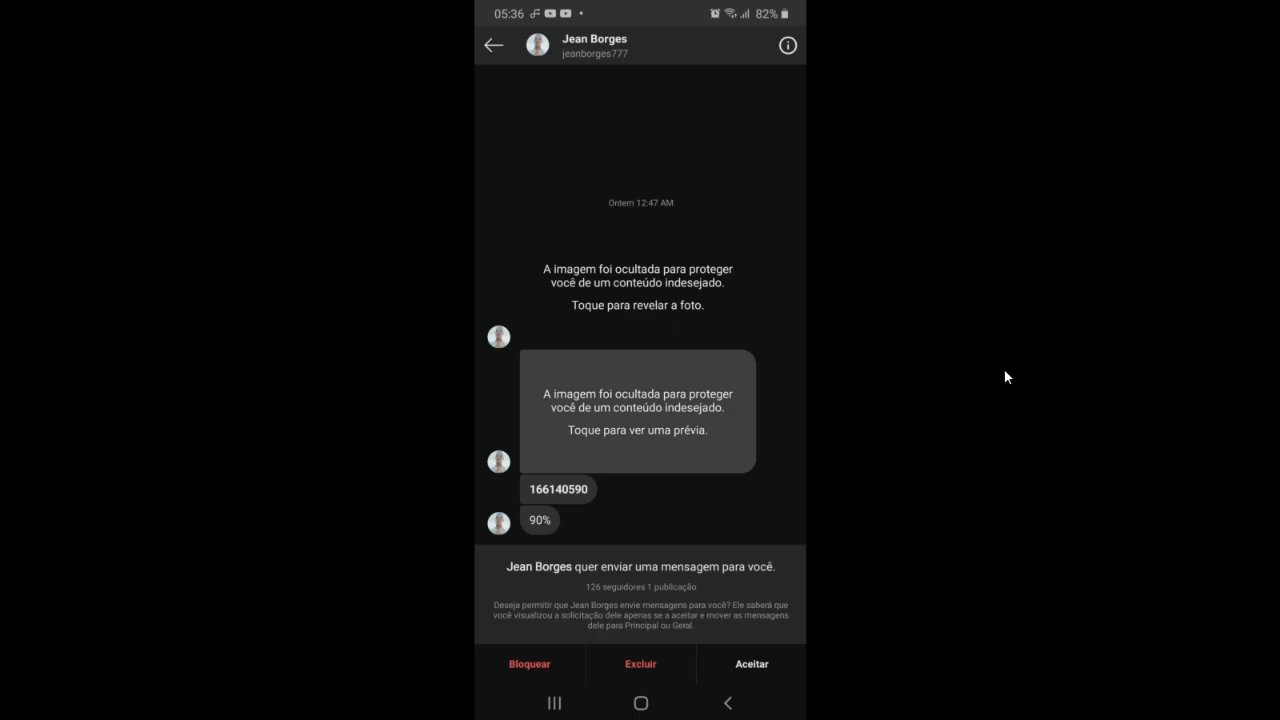 05:36
82%
Jean Borges
jeanborges777
Ontem 12:47 AM
A imagem foi ocultada para proteger
você de um conteúdo indesejado.
Toque para revelar a foto.
A imagem foi ocultada para proteger
você de um conteúdo indesejado.
Toque para ver uma prévia.
166140590
90%
Jean Borges quer enviar uma mensagem para você.
126 seguidores 1 publicação
Deseja permitir que Jean Borges envie mensagens para você? Ele saberá que
você visualizou a solicitação dele apenas se a aceitar e mover as mensagens
dele para Principal ou Geral.
Bloquear
Excluir
Aceitar